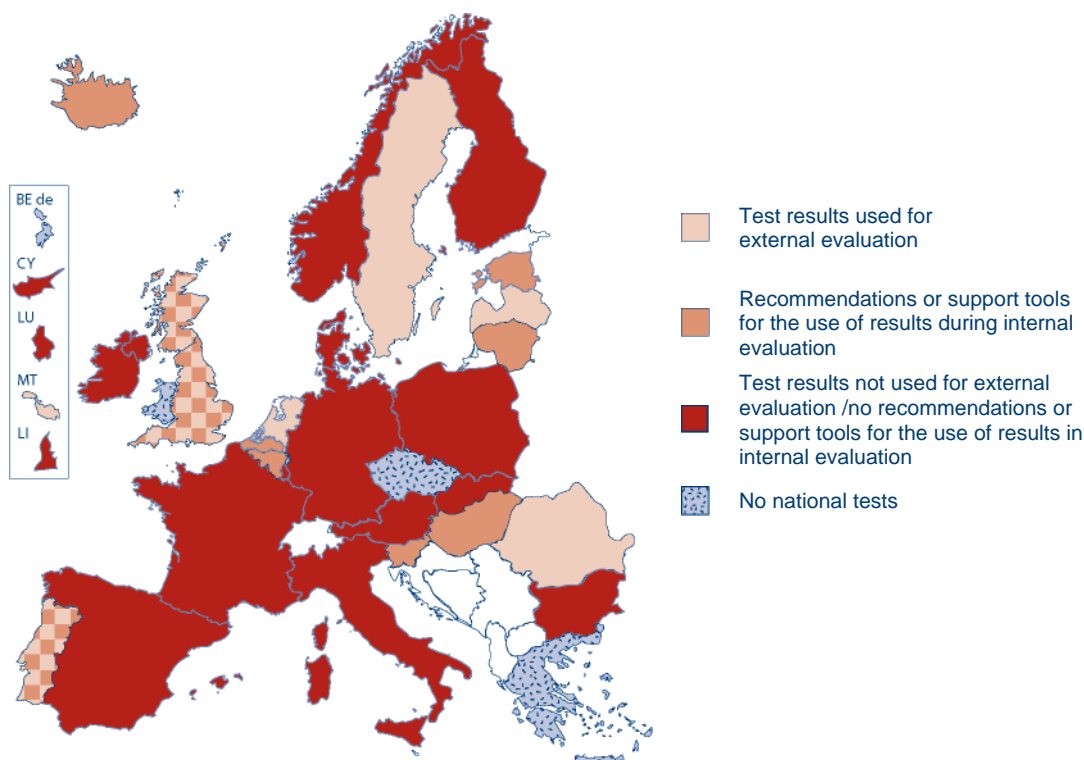 BE de
CY
LU
MT
LI
Test results used for
external evaluation
Recommendations or support tools
for the use of results during internal
evaluation
Test results not used for external
evaluation /no recommendations or
support tools for the use of results in
internal evaluation
No national tests